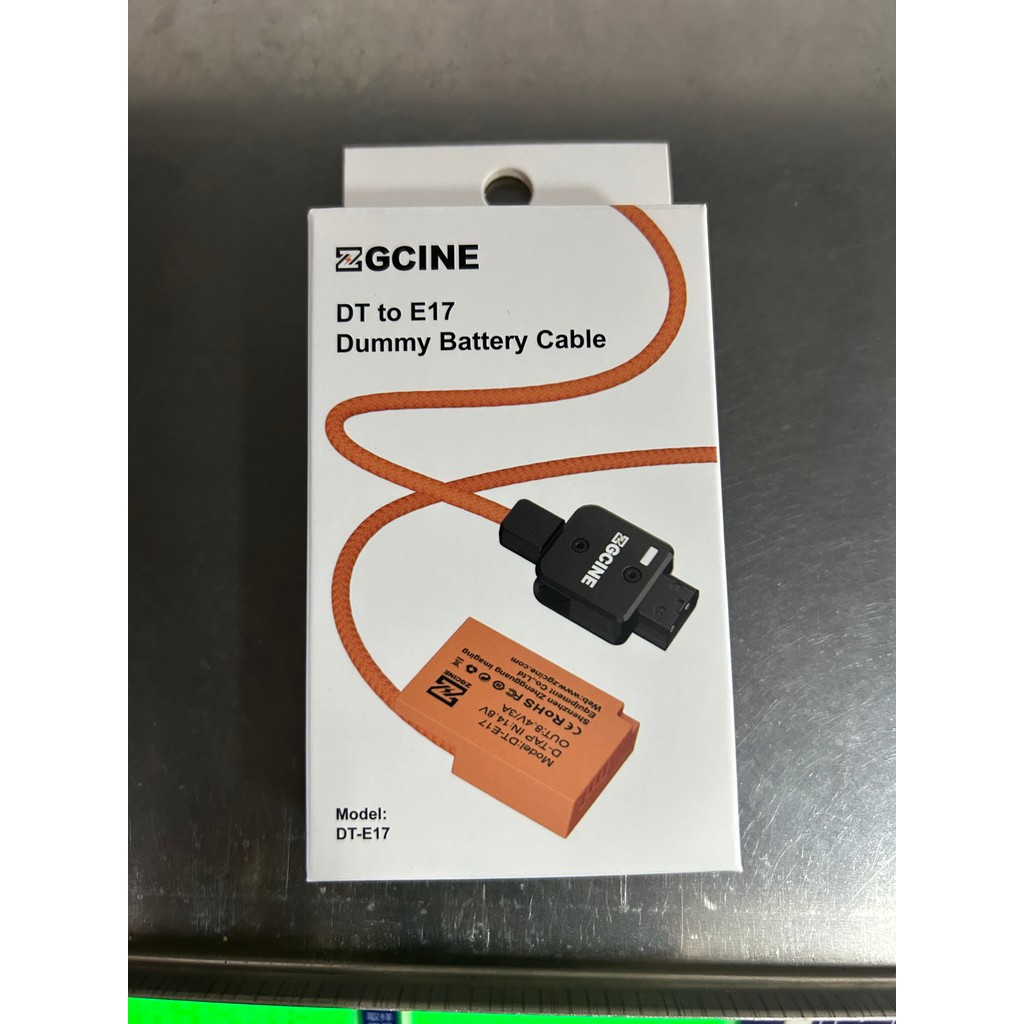 ZGCINE
DT to E17
Dummy Battery Cable
ZGCINE
Model:DT-E17
D-TAP IN:14.8V
OUT:8.4V/3A
CE RoHS FC
Shenzhen Zhengguang Imaging
Equipment Co.,Ltd
Web:www.zgcine.com
ZGCINE
Model:
DT-E17